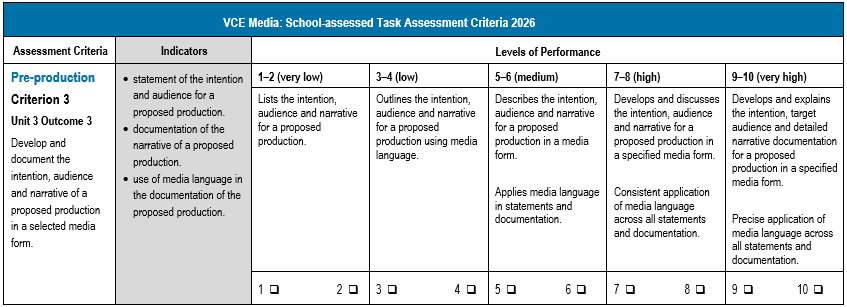 VCE Media: School-assessed Task Assessment Criteria 2026
Assessment Criteria
Indicators
Levels of Performance
Pre-production
Criterion 3
Unit 3 Outcome 3
Develop and
document the
intention, audience
and narrative of a
proposed production
in a selected media
form.
• statement of the intention
and audience for a
proposed production.
• documentation of the
narrative of a proposed
production.
• use of media language in
the documentation of the
proposed production.
1–2 (very low)
Lists the intention,
audience and narrative
for a proposed
production.
1 ❑ 2 ❑
3–4 (low)
Outlines the intention,
audience and narrative
for a proposed
production using media
language.
3 ❑ 4 ❑
5–6 (medium)
Describes the intention,
audience and narrative
for a proposed
production in a media
form.
Applies media language
in statements and
documentation.
5 ❑ 6 ❑
7–8 (high)
Develops and discusses
the intention, audience
and narrative for a
proposed production in
a specified media form.
Consistent application
of media language
across all statements
and documentation.
7 ❑ 8 ❑
9–10 (very high)
Develops and explains
the intention, target
audience and detailed
narrative documentation
for a proposed
production in a specified
media form.
Precise application of
media language across
all statements and
documentation.
9 ❑ 10 ❑